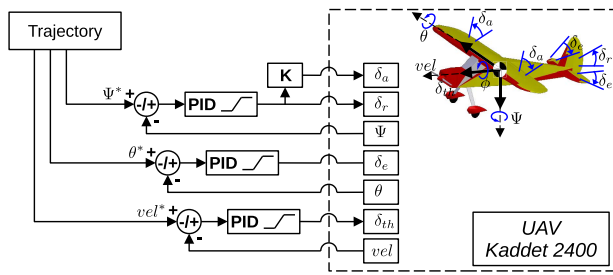 Trajectory
Ψ* + -/+ - PID K
θ* + -/+ - PID
vel* + -/+ - PID
δa
δr
Ψ
δe
θ
δth
vel
θ δa δa δe δr δe
vel δth ϕ Ψ
UAV
Kaddet 2400